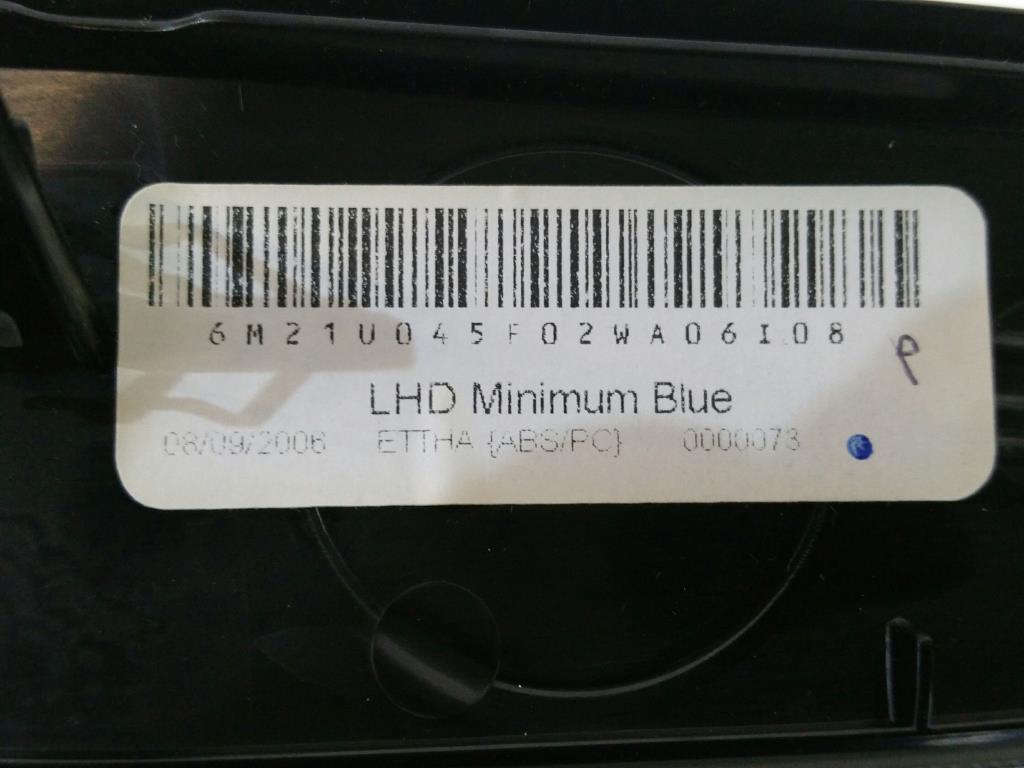 6M21U045F02WA06I08
LHD Minimum Blue
08/09/2006 ETTHA {ABS/PC} 0000073